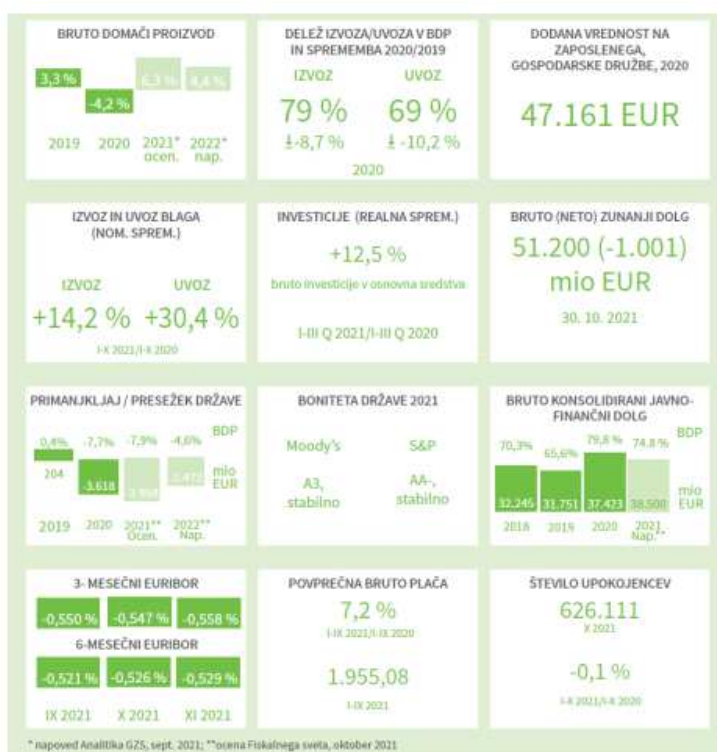 BRUTO DOMAČI PROIZVOD
3,3 %
-4,2 %
6,3 %
4,4 %
2019 2020 2021* 2022*
ocen. nap.
DELEŽ IZVOZA/UVOZA V BDP
IN SPREMEMBA 2020/2019
IZVOZ UVOZ
79 % 69 %
-8,7 % -10,2 %
2020
DODANA VREDNOST NA
ZAPOSLENEGA,
GOSPODARSKE DRUŽBE, 2020
47.161 EUR
IZVOZ IN UVOZ BLAGA
(NOM. SPREM.)
IZVOZ UVOZ
+14,2 % +30,4 %
I-X 2021/I-X 2020
INVESTICIJE (REALNA SPREM.)
+12,5 %
bruto investicije v osnovna sredstva
I-III Q 2021/I-III Q 2020
BRUTO (NETO) ZUNANJI DOLG
51.200 (-1.001)
mio EUR
30. 10. 2021
PRIMANJKLJAJ / PRESEŽEK DRŽAVE
0,4% -7,7% -7,9% -4,6% BDP
204 -3.618 mio
EUR
2019 2020 2021** 2022**
Ocen. Nap.
BONITETA DRŽAVE 2021
Moody's S&P
A3, AA-,
stabilno stabilno
BRUTO KONSOLIDIRANI JAVNO-
FINANČNI DOLG
70,3% 65,6% 79,8 % 74.8 % BDP
32.245 31.751 37.423 38.500 mio
EUR
2018 2019 2020 2021
Nap.**
3- MESEČNI EURIBOR
-0,550 % -0,547 % -0,558 %
6-MESEČNI EURIBOR
-0,521 % -0,526 % -0,529 %
IX 2021 X 2021 XI 2021
POVPREČNA BRUTO PLAČA
7,2 %
I-IX 2021/I-IX 2020
1.955,08
I-IX 2021
ŠTEVILO UPOKOJENCEV
626.111
X 2021
-0,1 %
I-X 2021/I-X 2020
* napoved Analitika GZS, sept. 2021; **ocena Fiskalnega sveta, oktober 2021